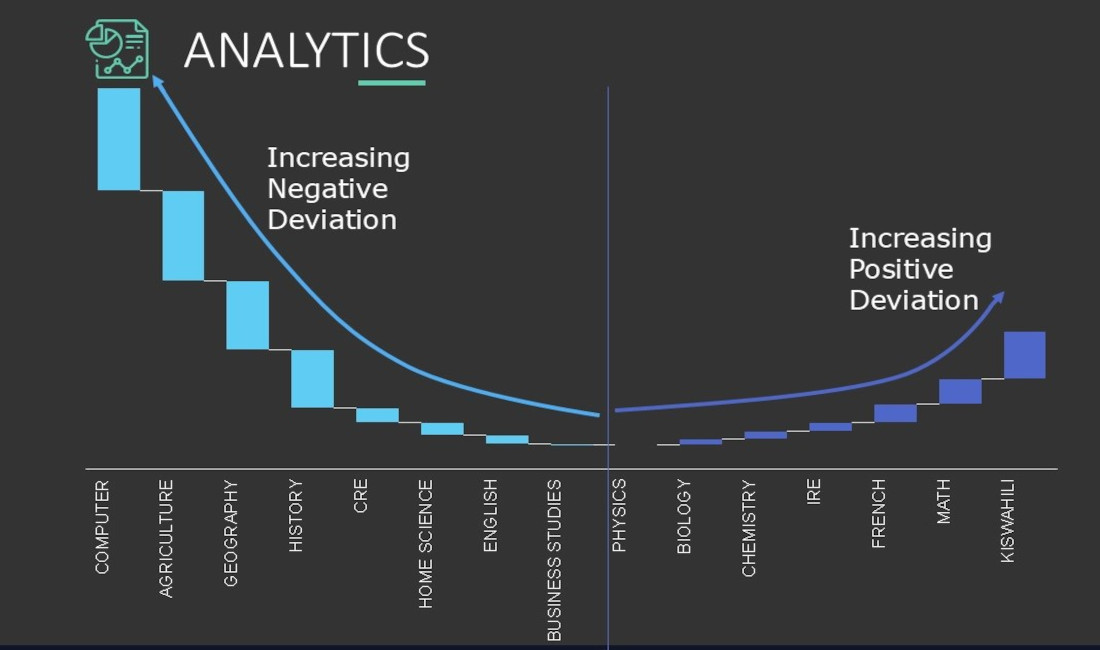 ANALYTICS
Increasing
Negative
Deviation
Increasing
Positive
Deviation
COMPUTER
AGRICULTURE
GEOGRAPHY
HISTORY
CRE
HOME SCIENCE
ENGLISH
BUSINESS STUDIES
PHYSICS
BIOLOGY
CHEMISTRY
IRE
FRENCH
MATH
KISWAHILI